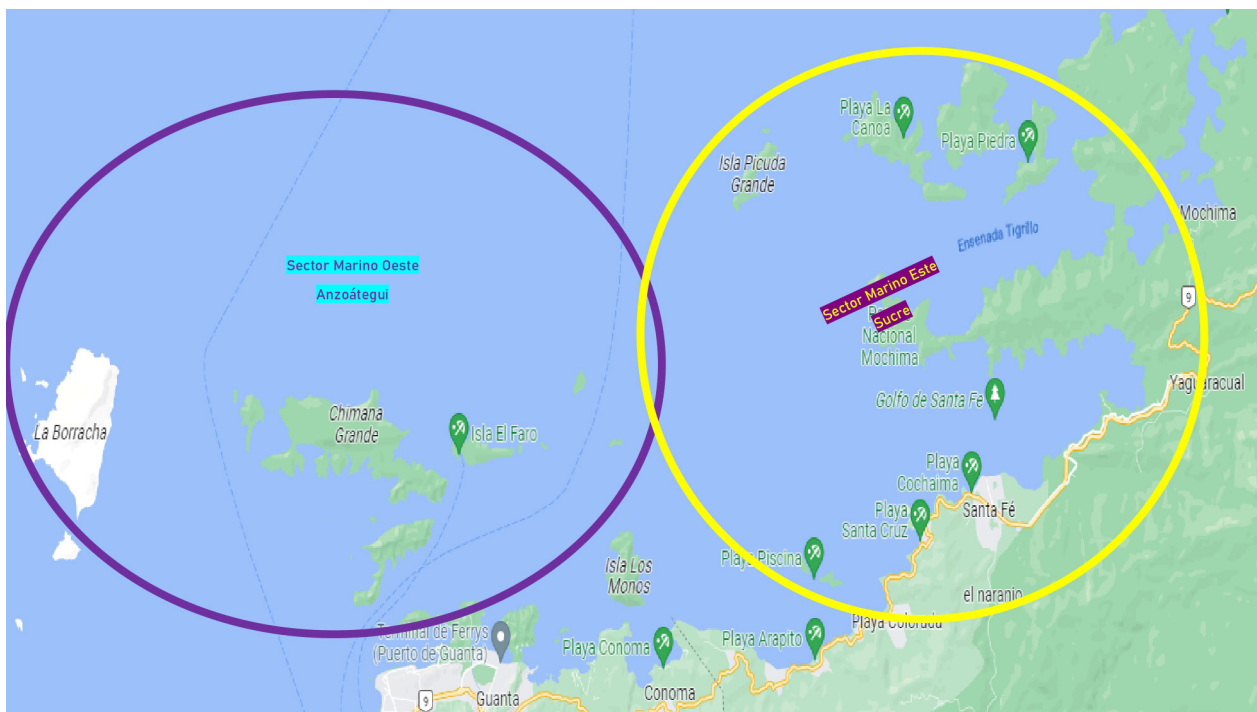 Playa La
Canoa
Playa Piedra
Isla Picuda
Grande
Mochima
Ensenada Tigrillo
Sector Marino Oeste
Anzoátegui
Sector Marino Este
Sucre
Nacional
Mochima
9
Yaguaracual
Golfo de Santa Fe
La Borracha
Chimana
Grande
Isla El Faro
Playa
Cochaima
Santa Fé
Playa
Santa Cruz
Playa Piscina
Isla Los
Monos
el naranjo
Playa Colorada
Terminal de Ferrys
(Puerto de Guanta)
Playa Conoma
Playa Arapito
9
Guanta
Conoma